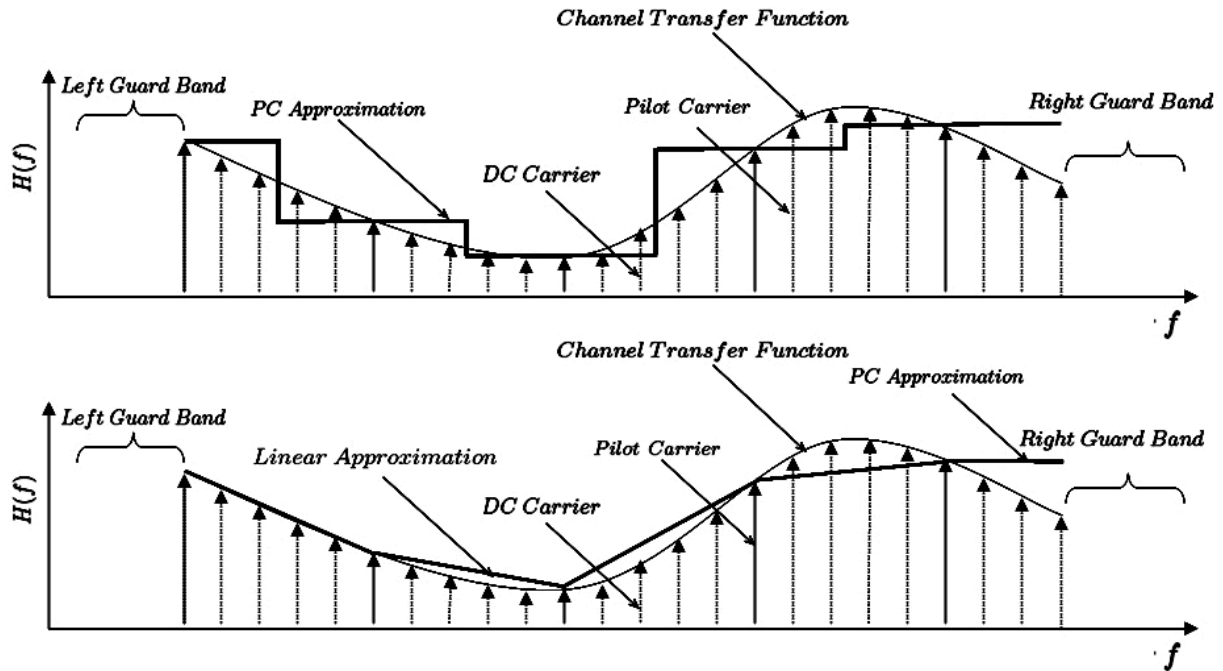 Channel Transfer Function
Left Guard Band
PC Approximation
Pilot Carrier
Right Guard Band
DC Carrier
H(f)
f
Channel Transfer Function
PC Approximation
Left Guard Band
Linear Approximation
Pilot Carrier
Right Guard Band
DC Carrier
H(f)
f